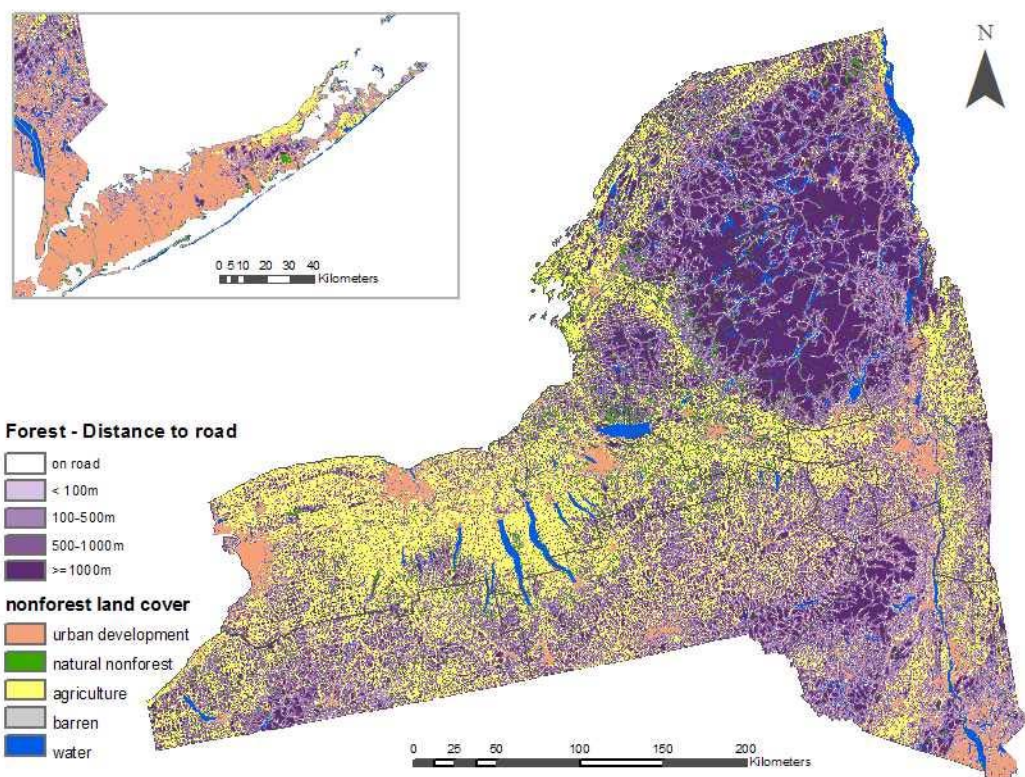 N
0 5 10 20 30 40
Kilometers
Forest - Distance to road
on road
< 100m
100-500m
500-1000m
>=1000m
nonforest land cover
urban development
natural nonforest
agriculture
barren
water
0 25 50 100 150 200
Kilometers